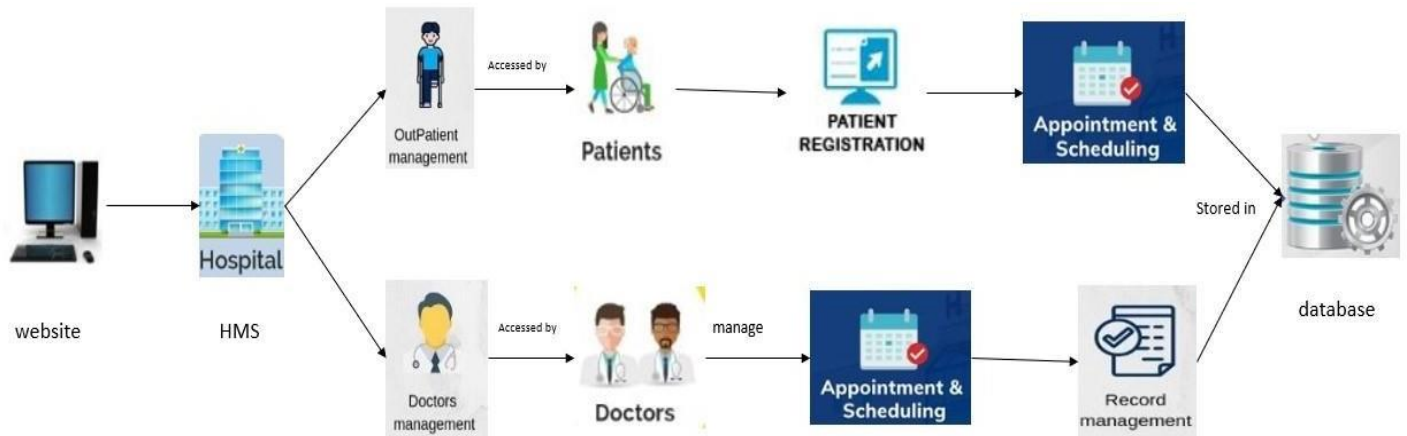 OutPatient
management
Accessed by
Patients
PATIENT
REGISTRATION
Appointment &
Scheduling
Hospital
Stored in
website
HMS
database
Doctors
management
Accessed by
Doctors
manage
Appointment &
Scheduling
Record
management